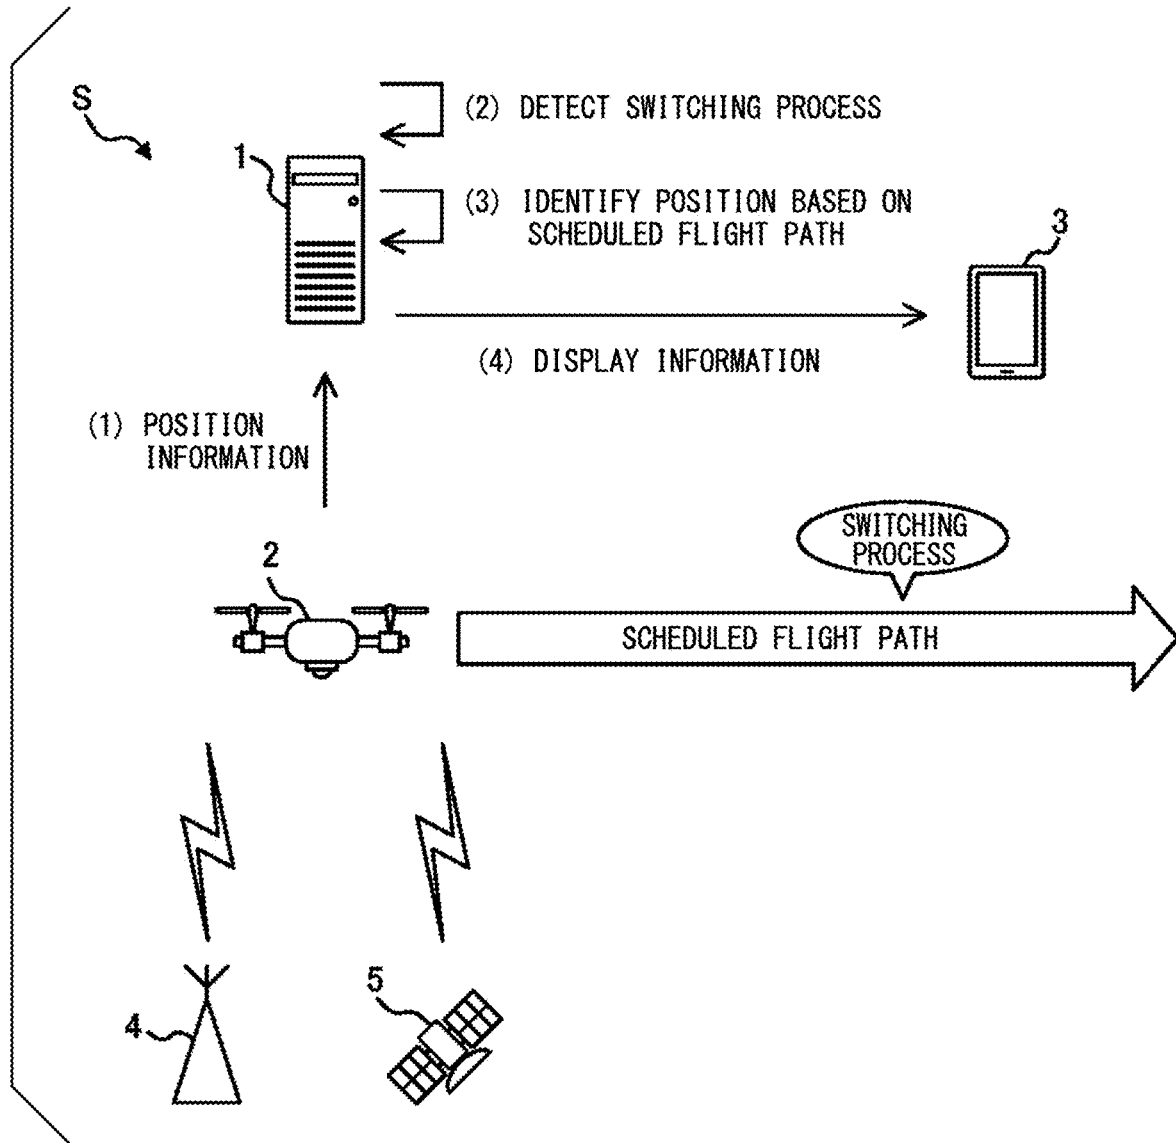 S
(2) DETECT SWITCHING PROCESS
1
(3) IDENTIFY POSITION BASED ON
SCHEDULED FLIGHT PATH
3
(4) DISPLAY INFORMATION
(1) POSITION
INFORMATION
SWITCHING
PROCESS
2
SCHEDULED FLIGHT PATH
5
4